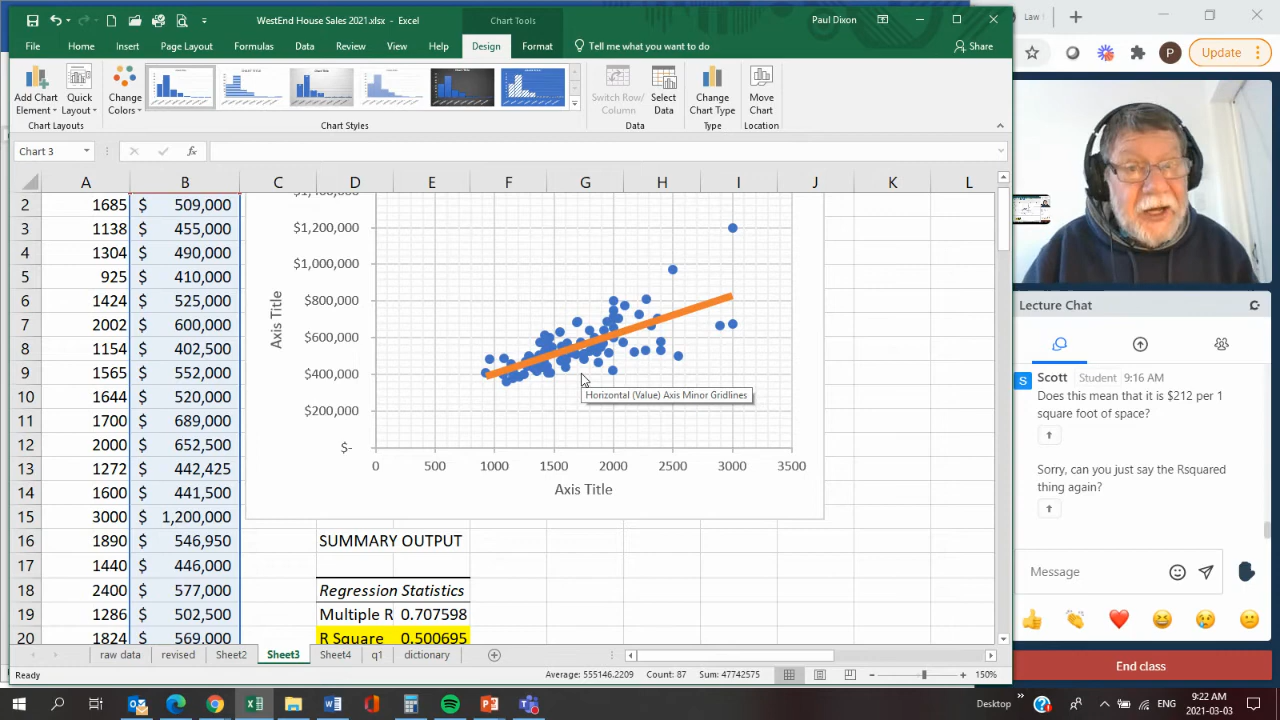 WestEnd House Sales 2021.xlsx - Excel
Chart Tools
Paul Dixon
Law
File
Home
Insert
Page Layout
Formulas
Data
Review
View
Help
Design
Format
Tell me what you want to do
Share
P
Update
Add Chart
Element
Quick
Layout
Change
Colors
Switch Row/
Column
Select
Data
Change
Chart Type
Move
Chart
Chart Layouts
Chart Styles
Data
Type
Location
Chart 3
fx
A B C D E F G H I J K L
2 1685 $ 509,000
3 1138 $ 455,000
4 1304 $ 490,000
5 925 $ 410,000
6 1424 $ 525,000
7 2002 $ 600,000
8 1154 $ 402,500
9 1565 $ 552,000
10 1644 $ 520,000
11 1700 $ 689,000
12 2000 $ 652,500
13 1272 $ 442,425
14 1600 $ 441,500
15 3000 $ 1,200,000
16 1890 $ 546,950
17 1440 $ 446,000
18 2400 $ 577,000
19 1286 $ 502,500
20 1824 $ 569,000
$1,200,000
$1,000,000
$800,000
$600,000
$400,000
$200,000
$-
Axis Title
0 500 1000 1500 2000 2500 3000 3500
Axis Title
Horizontal (Value) Axis Minor Gridlines
SUMMARY OUTPUT
Regression Statistics
Multiple R 0.707598
R Square 0.500695
raw data
revised
Sheet2
Sheet3
Sheet4
q1
dictionary
Ready
Average: 555146.2209
Count: 87
Sum: 47742575
150%
Lecture Chat
S
Scott Student 9:16 AM
Does this mean that it is $212 per 1
square foot of space?
Sorry, can you just say the Rsquared
thing again?
Message
End class
Desktop
ENG
9:22 AM
2021-03-03